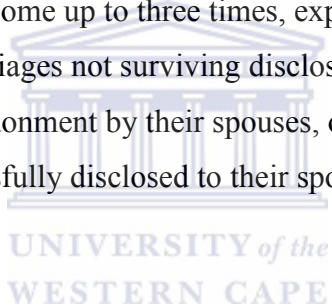 ome up to three times, exp
iages not surviving disclos
onment by their spouses, 
sfully disclosed to their spo
UNIVERSITY of the
WESTERN CAPE